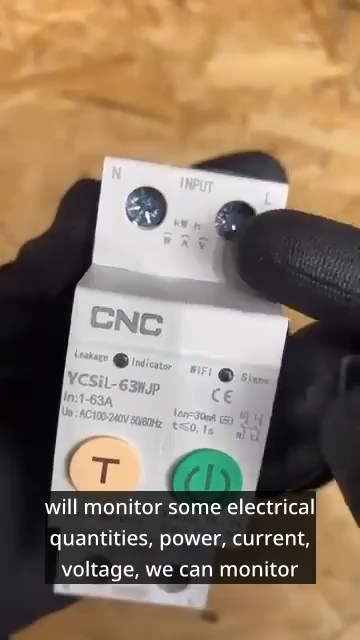 N INPUT L
kW h
W A V
CNC
Leakage Indicator WIFI Signal
YCSiL-63WJP
In:1-63A
Ue:AC100-240V 50/60Hz
CE
IΔn=30mA
t≤0.1s
T
will monitor some electrical
quantities, power, current,
voltage, we can monitor